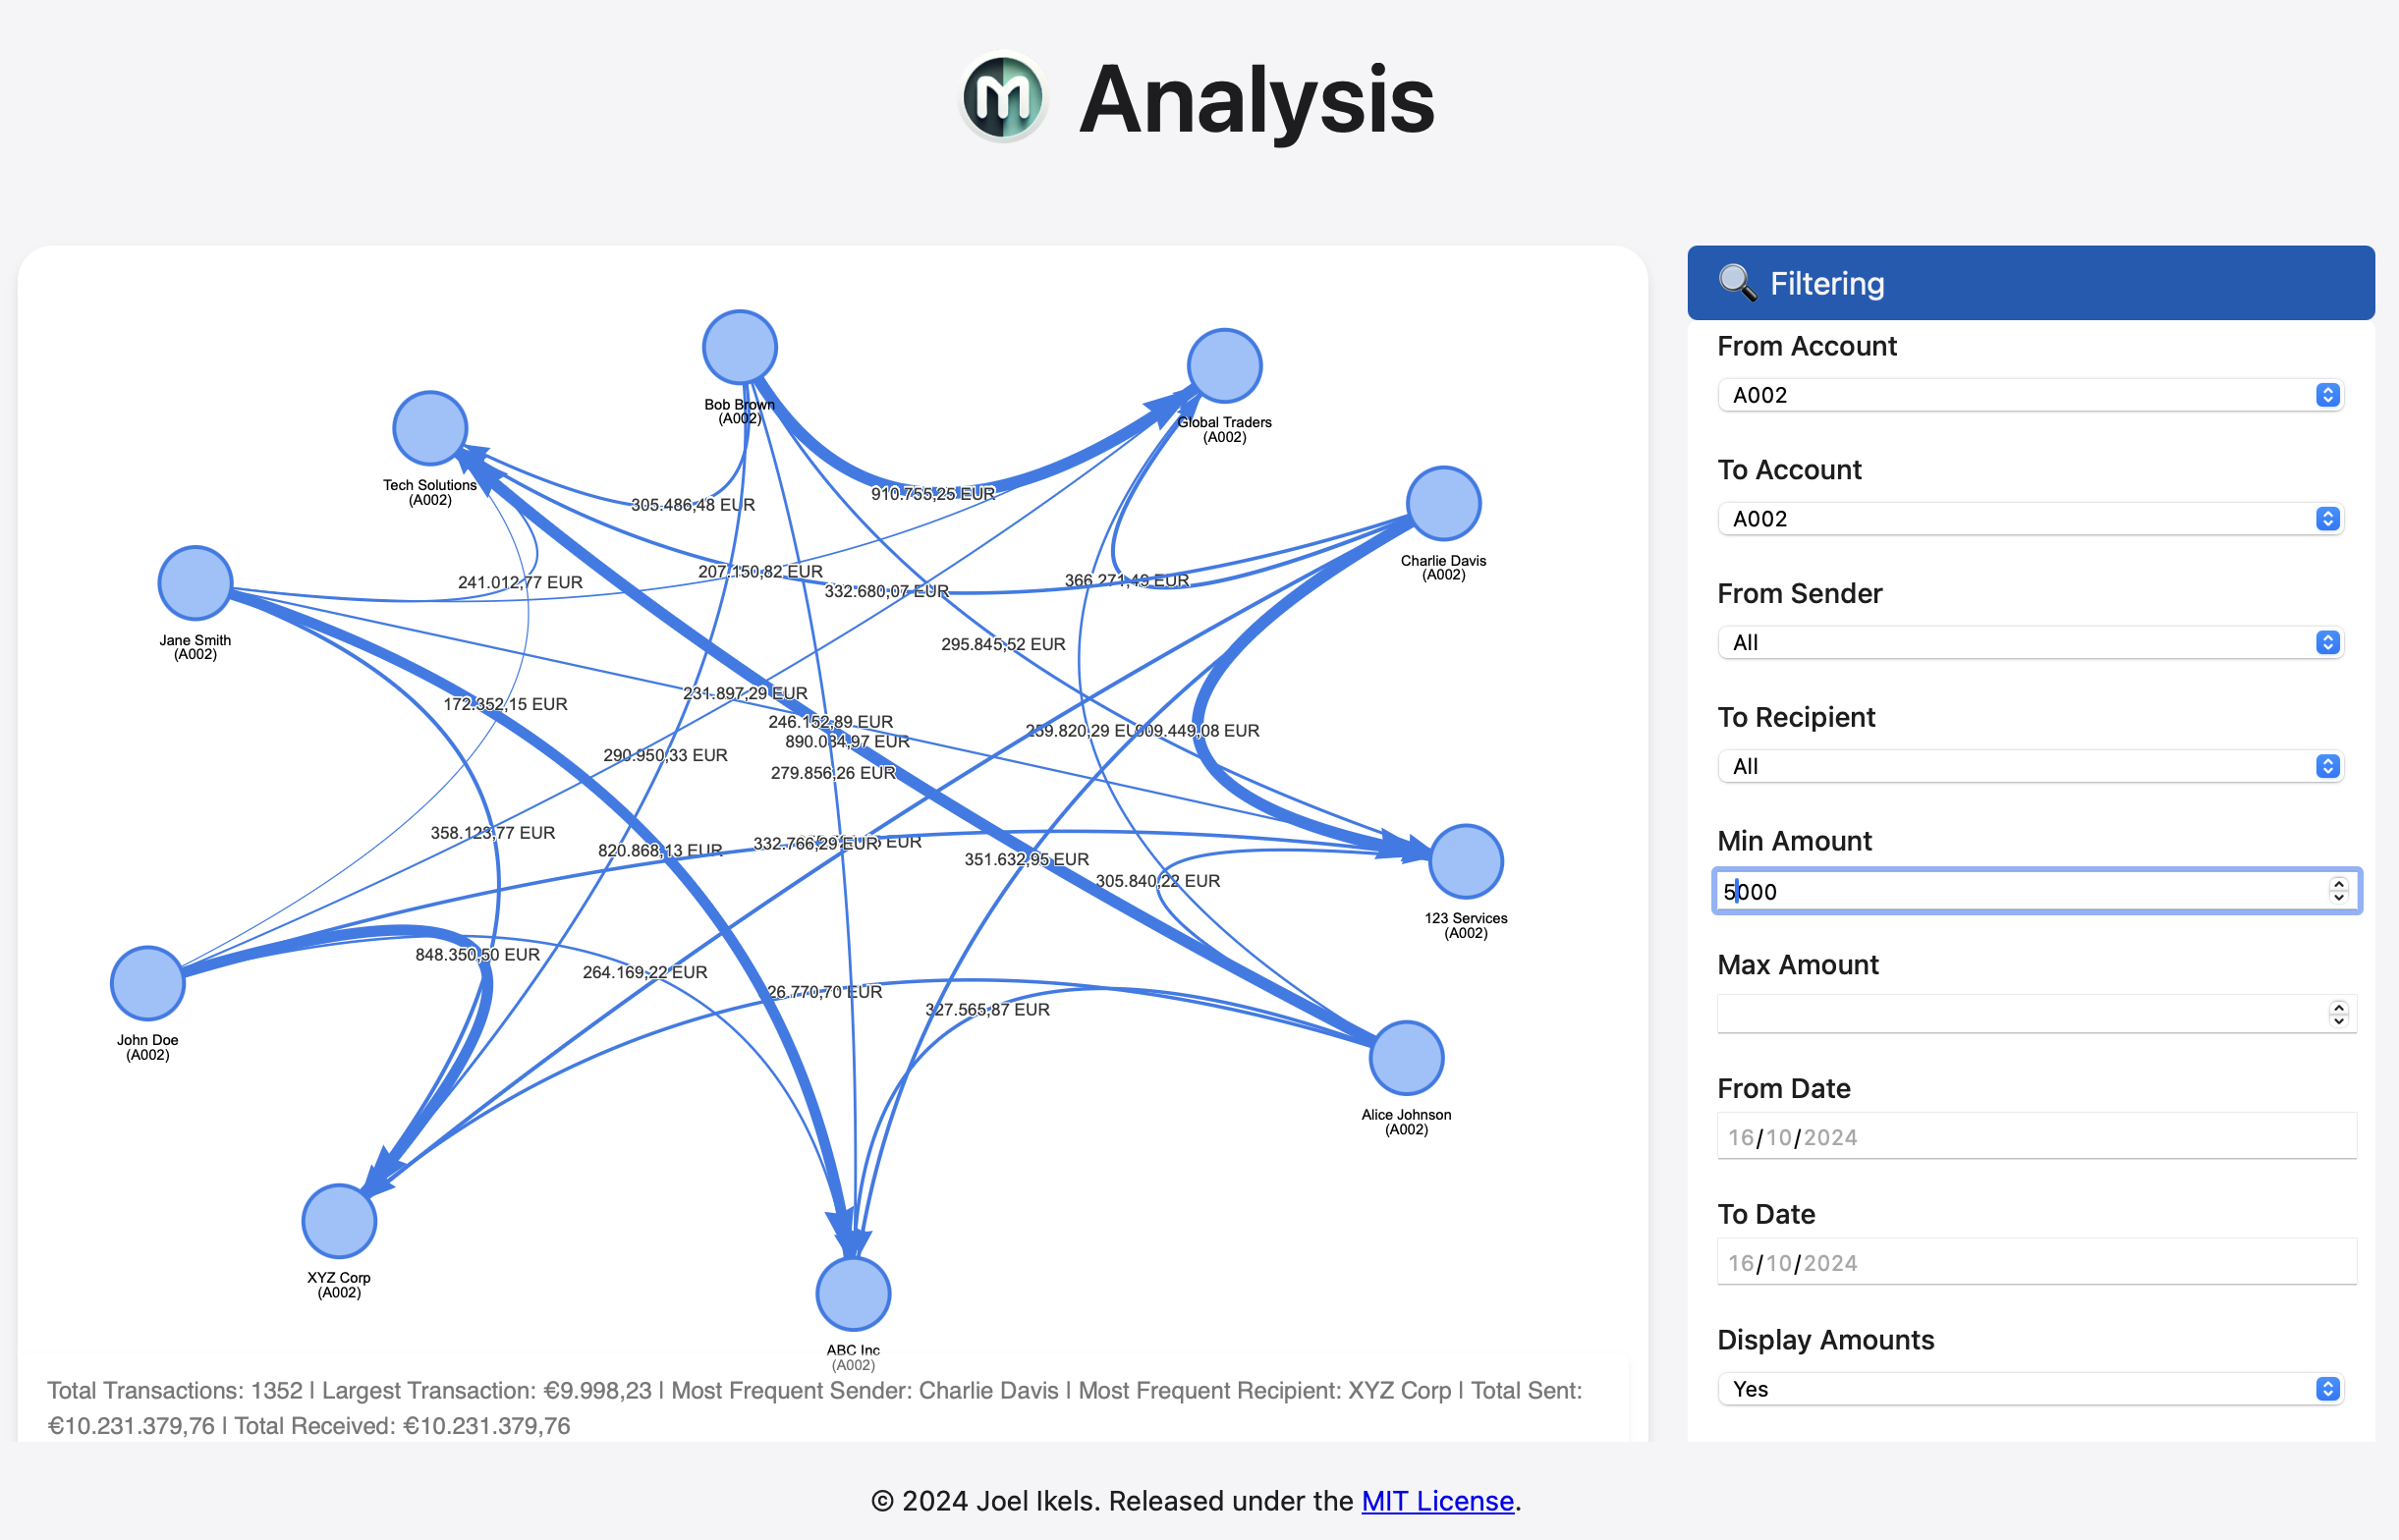 Analysis
Bob Brown
(A002)
Global Traders
(A002)
Tech Solutions
(A002)
Charlie Davis
(A002)
Jane Smith
(A002)
305.486,48 EUR
910.755,25 EUR
207.150,82 EUR
241.012,77 EUR
332.680,07 EUR
366.271,49 EUR
295.845,52 EUR
231.897,29 EUR
172.352,15 EUR
246.152,89 EUR
259.820,29 EU
909.449,08 EUR
890.034,97 EUR
290.950,33 EUR
279.856,26 EUR
358.123,77 EUR
820.868,13 EUR
332.766,29 EUR
EUR
351.632,95 EUR
305.840,22 EUR
123 Services
(A002)
848.350,50 EUR
264.169,22 EUR
26.770,70 EUR
327.565,87 EUR
John Doe
(A002)
Alice Johnson
(A002)
XYZ Corp
(A002)
ABC Inc
(A002)
Total Transactions: 1352 | Largest Transaction: €9.998,23 | Most Frequent Sender: Charlie Davis | Most Frequent Recipient: XYZ Corp | Total Sent:
€10.231.379,76 | Total Received: €10.231.379,76
Filtering
From Account
A002
To Account
A002
From Sender
All
To Recipient
All
Min Amount
5000
Max Amount
From Date
16/10/2024
To Date
16/10/2024
Display Amounts
Yes
© 2024 Joel Ikels. Released under the MIT License.